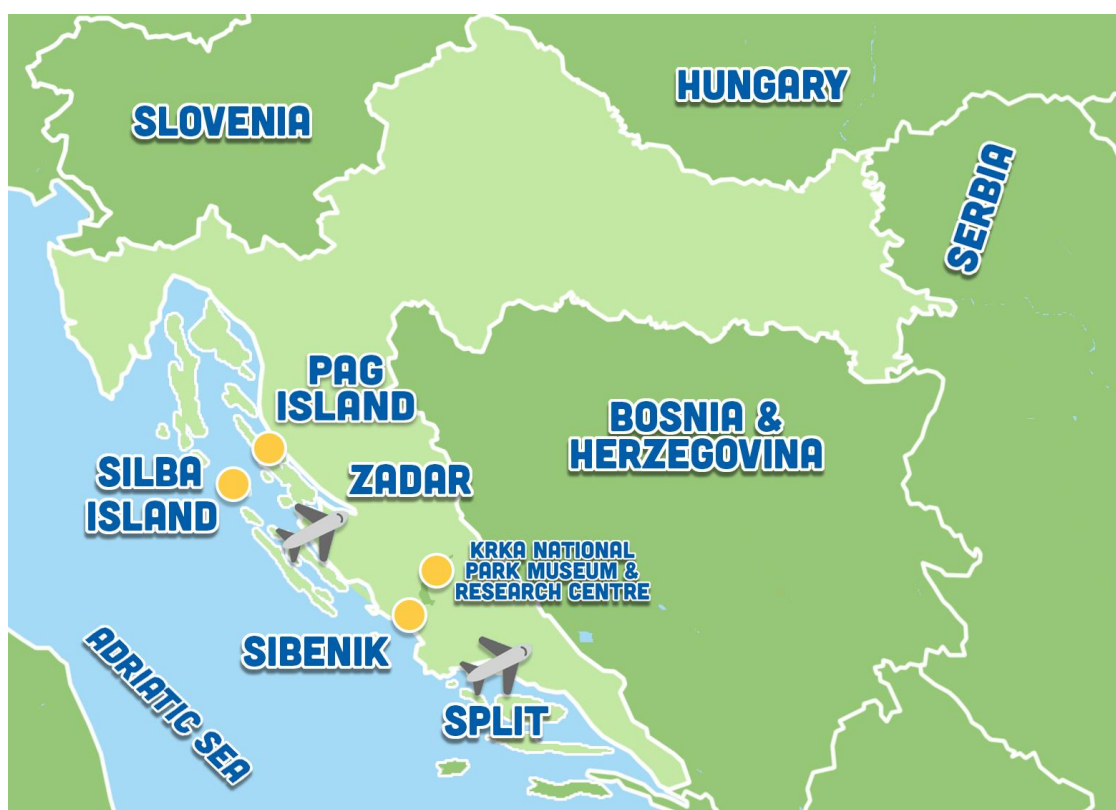 HUNGARY
SLOVENIA
SERBIA
PAG
ISLAND
BOSNIA &
HERZEGOVINA
SILBA
ISLAND
ZADAR
KRKA NATIONAL
PARK MUSEUM &
RESEARCH CENTRE
SIBENIK
ADRIATIC SEA
SPLIT